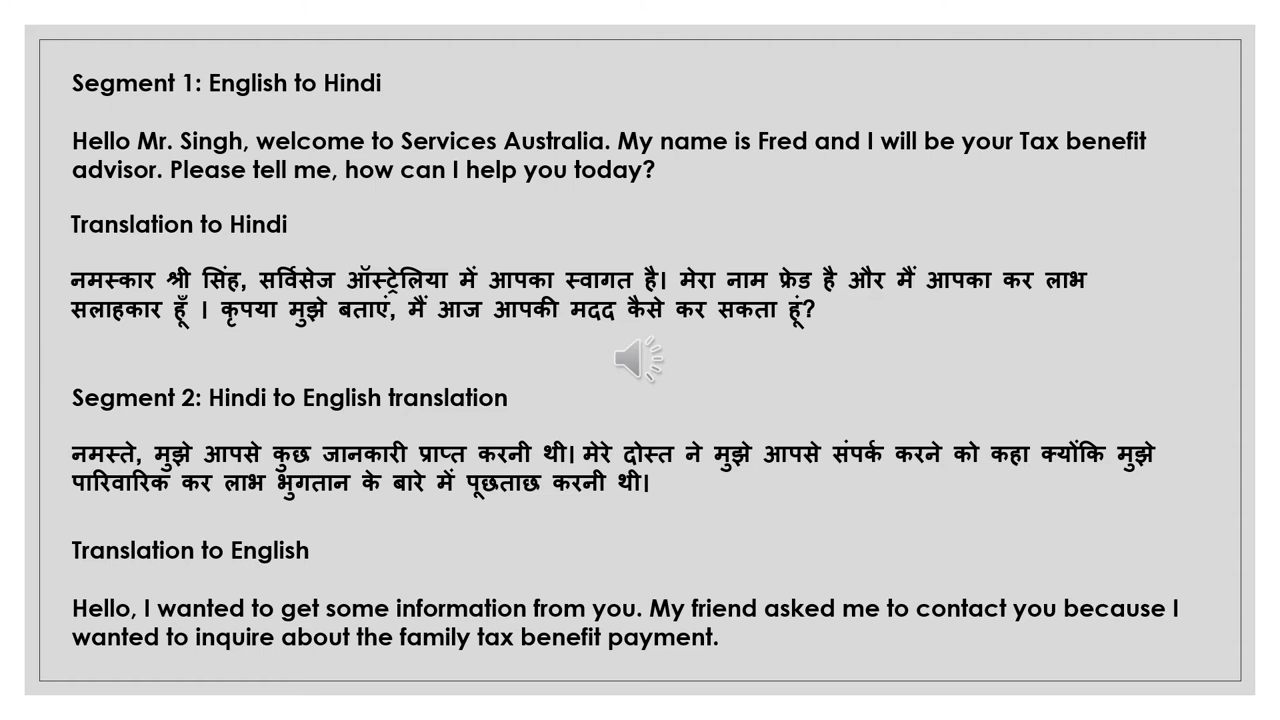 Segment 1: English to Hindi
Hello Mr. Singh, welcome to Services Australia. My name is Fred and I will be your Tax benefit
advisor. Please tell me, how can I help you today?
Translation to Hindi
नमस्कार श्री सिंह, सर्विसेज ऑस्ट्रेलिया में आपका स्वागत है। मेरा नाम फ्रेड है और मैं आपका कर लाभ
सलाहकार हूँ । कृपया मुझे बताएं, मैं आज आपकी मदद कैसे कर सकता हूं?
Segment 2: Hindi to English translation
नमस्ते, मुझे आपसे कुछ जानकारी प्राप्त करनी थी। मेरे दोस्त ने मुझे आपसे संपर्क करने को कहा क्योंकि मुझे
पारिवारिक कर लाभ भुगतान के बारे में पूछताछ करनी थी।
Translation to English
Hello, I wanted to get some information from you. My friend asked me to contact you because I
wanted to inquire about the family tax benefit payment.